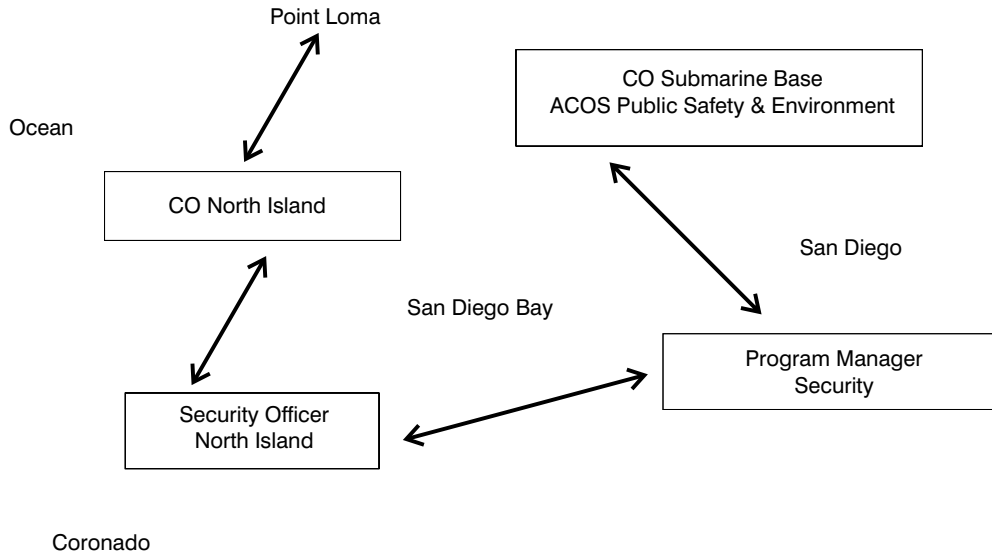 Point Loma
CO Submarine Base
ACOS Public Safety & Environment
Ocean
CO North Island
San Diego
San Diego Bay
Program Manager
Security
Security Officer
North Island
Coronado